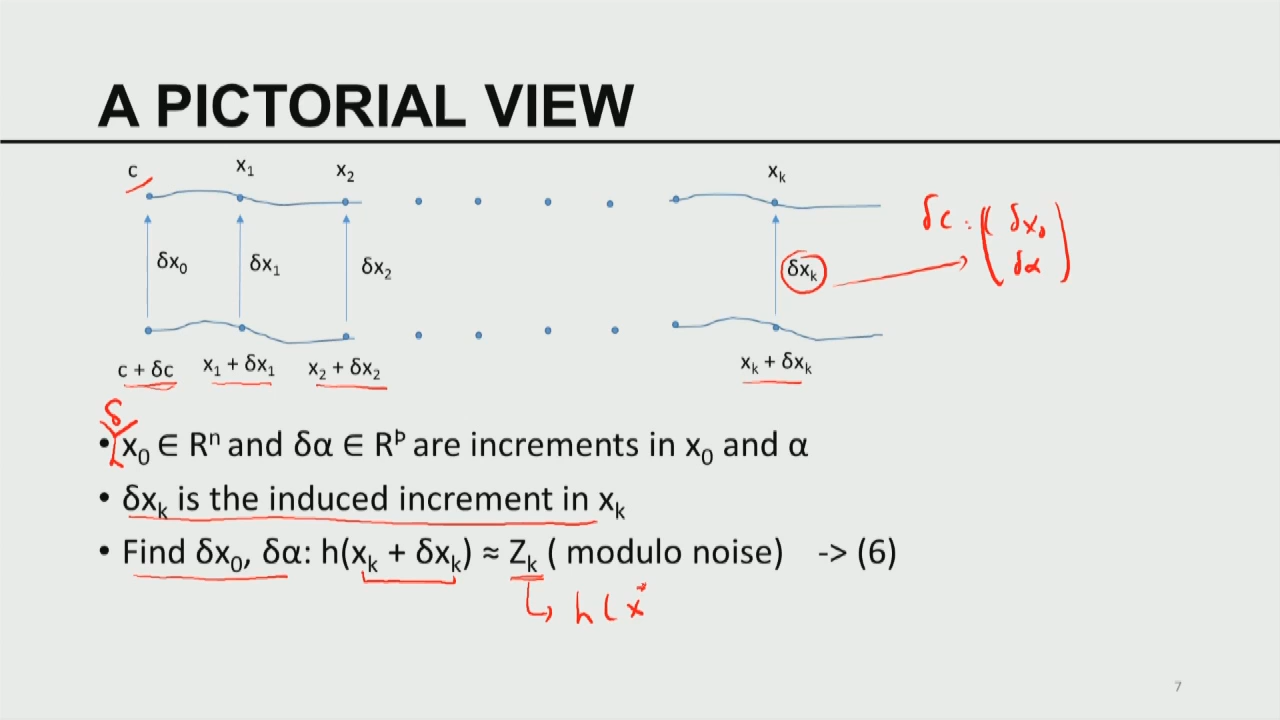 A PICTORIAL VIEW
c x₁ x₂ xₖ
δx₀ δx₁ δx₂ δxₖ
δc : ( δx₀
δα )
c + δc x₁ + δx₁ x₂ + δx₂ xₖ + δxₖ
δ
• x₀ ∈ Rⁿ and δα ∈ Rᵖ are increments in x₀ and α
• δxₖ is the induced increment in xₖ
• Find δx₀, δα: h(xₖ + δxₖ) ≈ Zₖ ( modulo noise) -> (6)
h ( x*
7